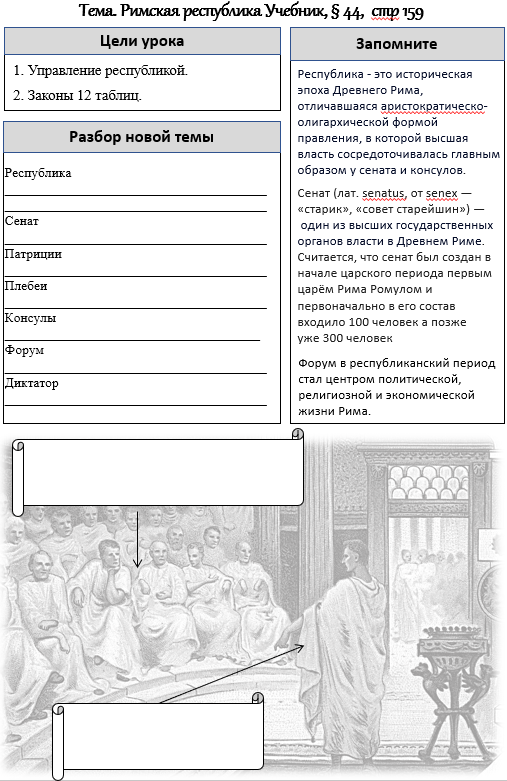 Тема. Римская республика Учебник, § 44, стр 159
Цели урока
1. Управление республикой.
2. Законы 12 таблиц.
Разбор новой темы
Республика
Сенат
Патриции
Плебеи
Консулы
Форум
Диктатор
Запомните
Республика - это историческая
эпоха Древнего Рима,
отличавшаяся аристократическо-
олигархической формой
правления, в которой высшая
власть сосредоточивалась главным
образом у сената и консулов.
Сенат (лат. senatus, от senex —
«старик», «совет старейшин») —
один из высших государственных
органов власти в Древнем Риме.
Считается, что сенат был создан в
начале царского периода первым
царём Рима Ромулом и
первоначально в его состав
входило 100 человек а позже
уже 300 человек
Форум в республиканский период
стал центром политической,
религиозной и экономической
жизни Рима.